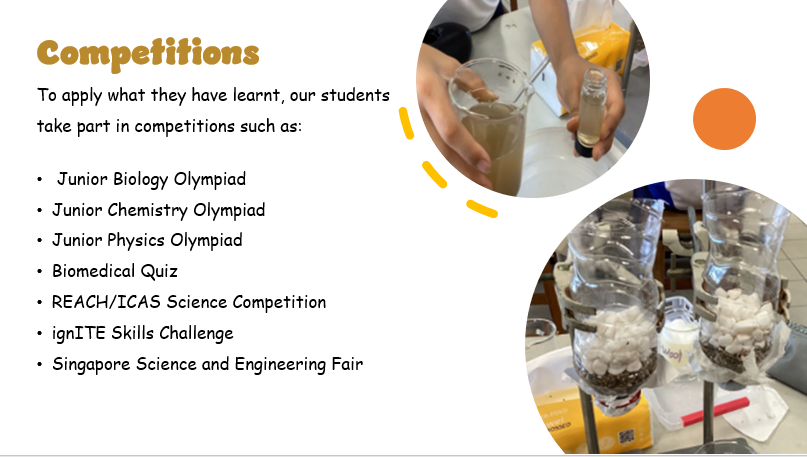 Competitions
To apply what they have learnt, our students
take part in competitions such as:
• Junior Biology Olympiad
• Junior Chemistry Olympiad
• Junior Physics Olympiad
• Biomedical Quiz
• REACH/ICAS Science Competition
• ignITE Skills Challenge
• Singapore Science and Engineering Fair